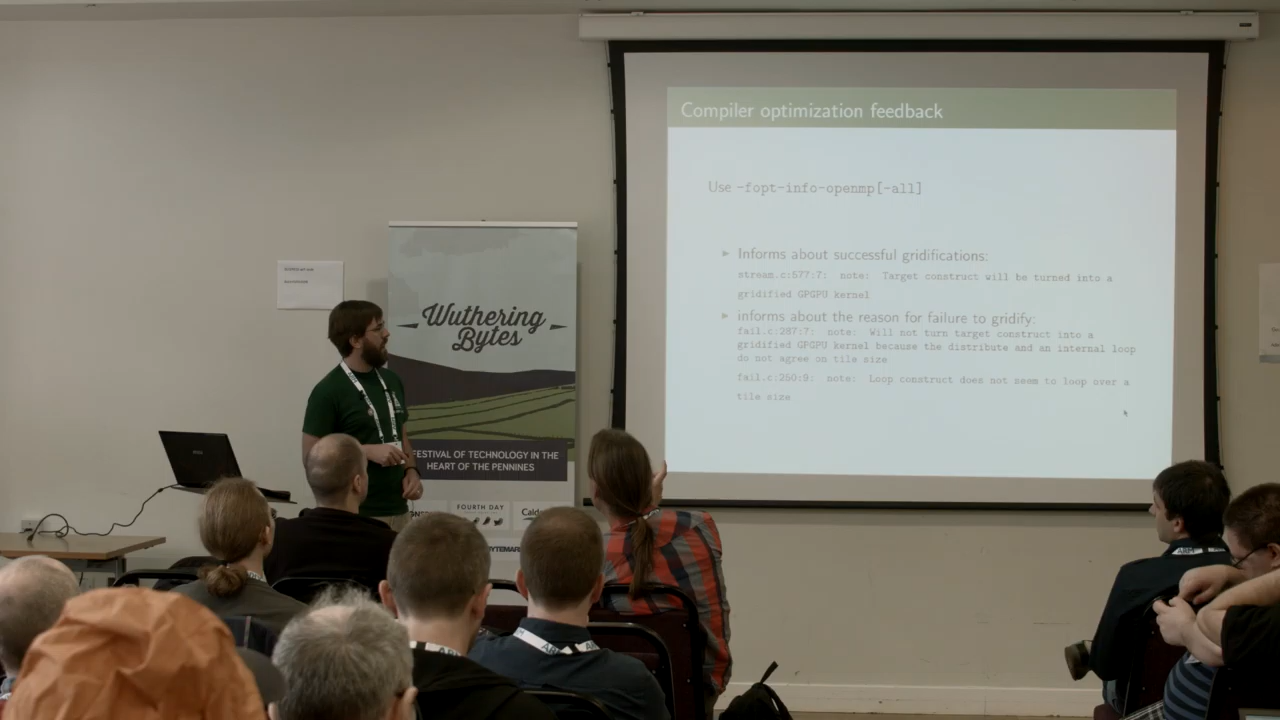 Compiler optimization feedback
Use -fopt-info-openmp[-all]
▶ Informs about successful gridifications:
stream.c:577:7: note: Target construct will be turned into a
gridified GPGPU kernel
▶ informs about the reason for failure to gridify:
fail.c:287:7: note: Will not turn target construct into a
gridified GPGPU kernel because the distribute and an internal loop
do not agree on tile size
fail.c:250:9: note: Loop construct does not seem to loop over a
tile size
Wuthering
Bytes
FESTIVAL OF TECHNOLOGY IN THE
HEART OF THE PENNINES
FOURTH DAY
ARM
ARM